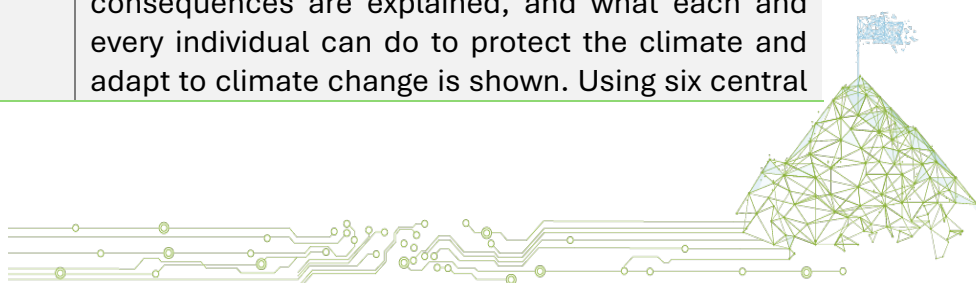 consequences are explained, and what each and
every individual can do to protect the climate and
adapt to climate change is shown. Using six central